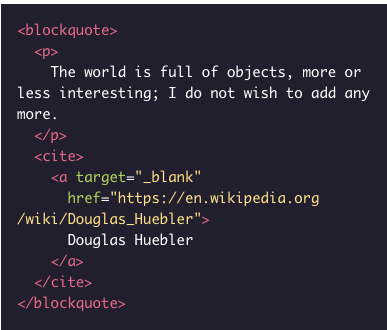 <blockquote>
  <p>
    The world is full of objects, more or
less interesting; I do not wish to add any
more.
  </p>
  <cite>
    <a target="_blank"
      href="https://en.wikipedia.org
/wiki/Douglas_Huebler">
      Douglas Huebler
    </a>
  </cite>
</blockquote>